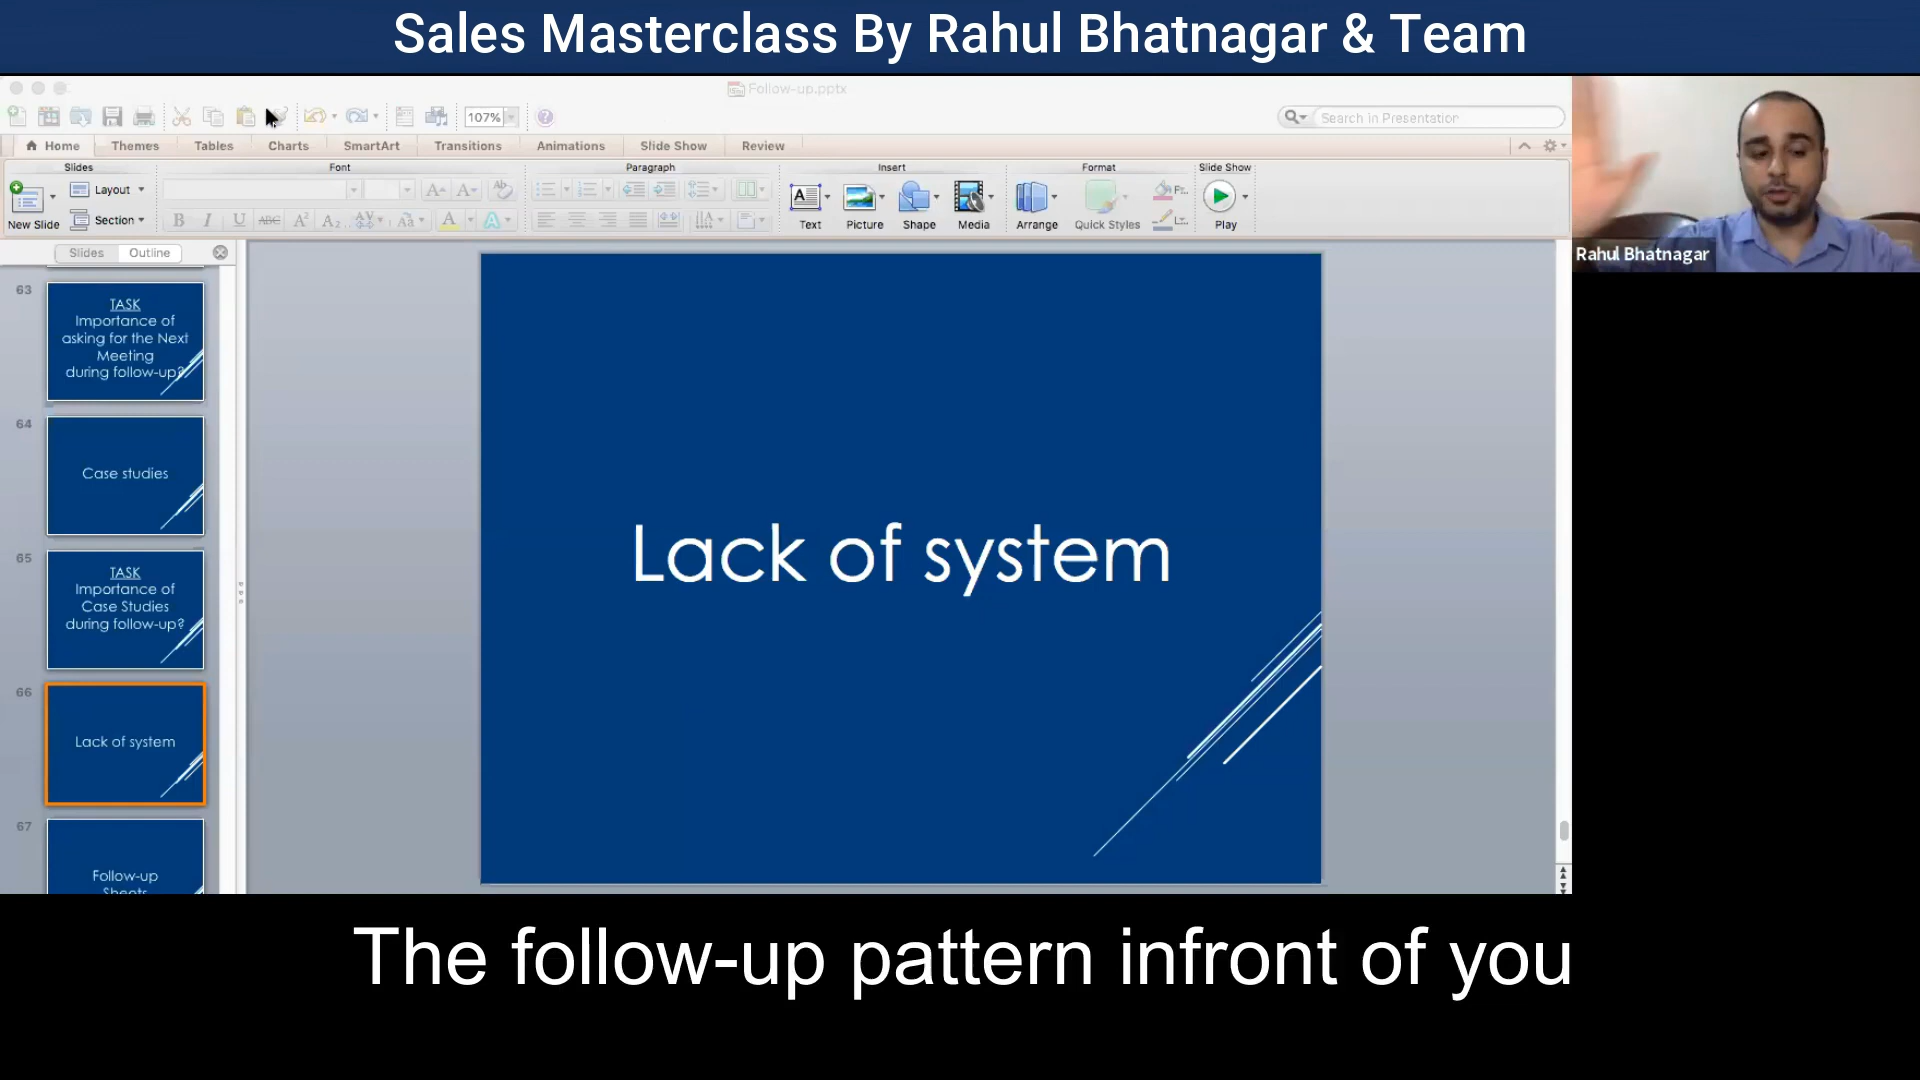 Sales Masterclass By Rahul Bhatnagar & Team
Follow-up.pptx
107%
Search in Presentation
Home
Themes
Tables
Charts
SmartArt
Transitions
Animations
Slide Show
Review
Slides
Font
Paragraph
Insert
Format
Slide Show
New Slide
Layout
Section
Text
Picture
Shape
Media
Arrange
Quick Styles
Play
Rahul Bhatnagar
Slides
Outline
63
TASK
Importance of
asking for the Next
Meeting
during follow-up?
64
Case studies
65
TASK
Importance of
Case Studies
during follow-up?
66
Lack of system
67
Follow-up
Sheets
Lack of system
The follow-up pattern infront of you